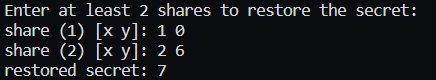 Enter at least 2 shares to restore the secret:
share (1) [x y]: 1 0
share (2) [x y]: 2 6
restored secret: 7